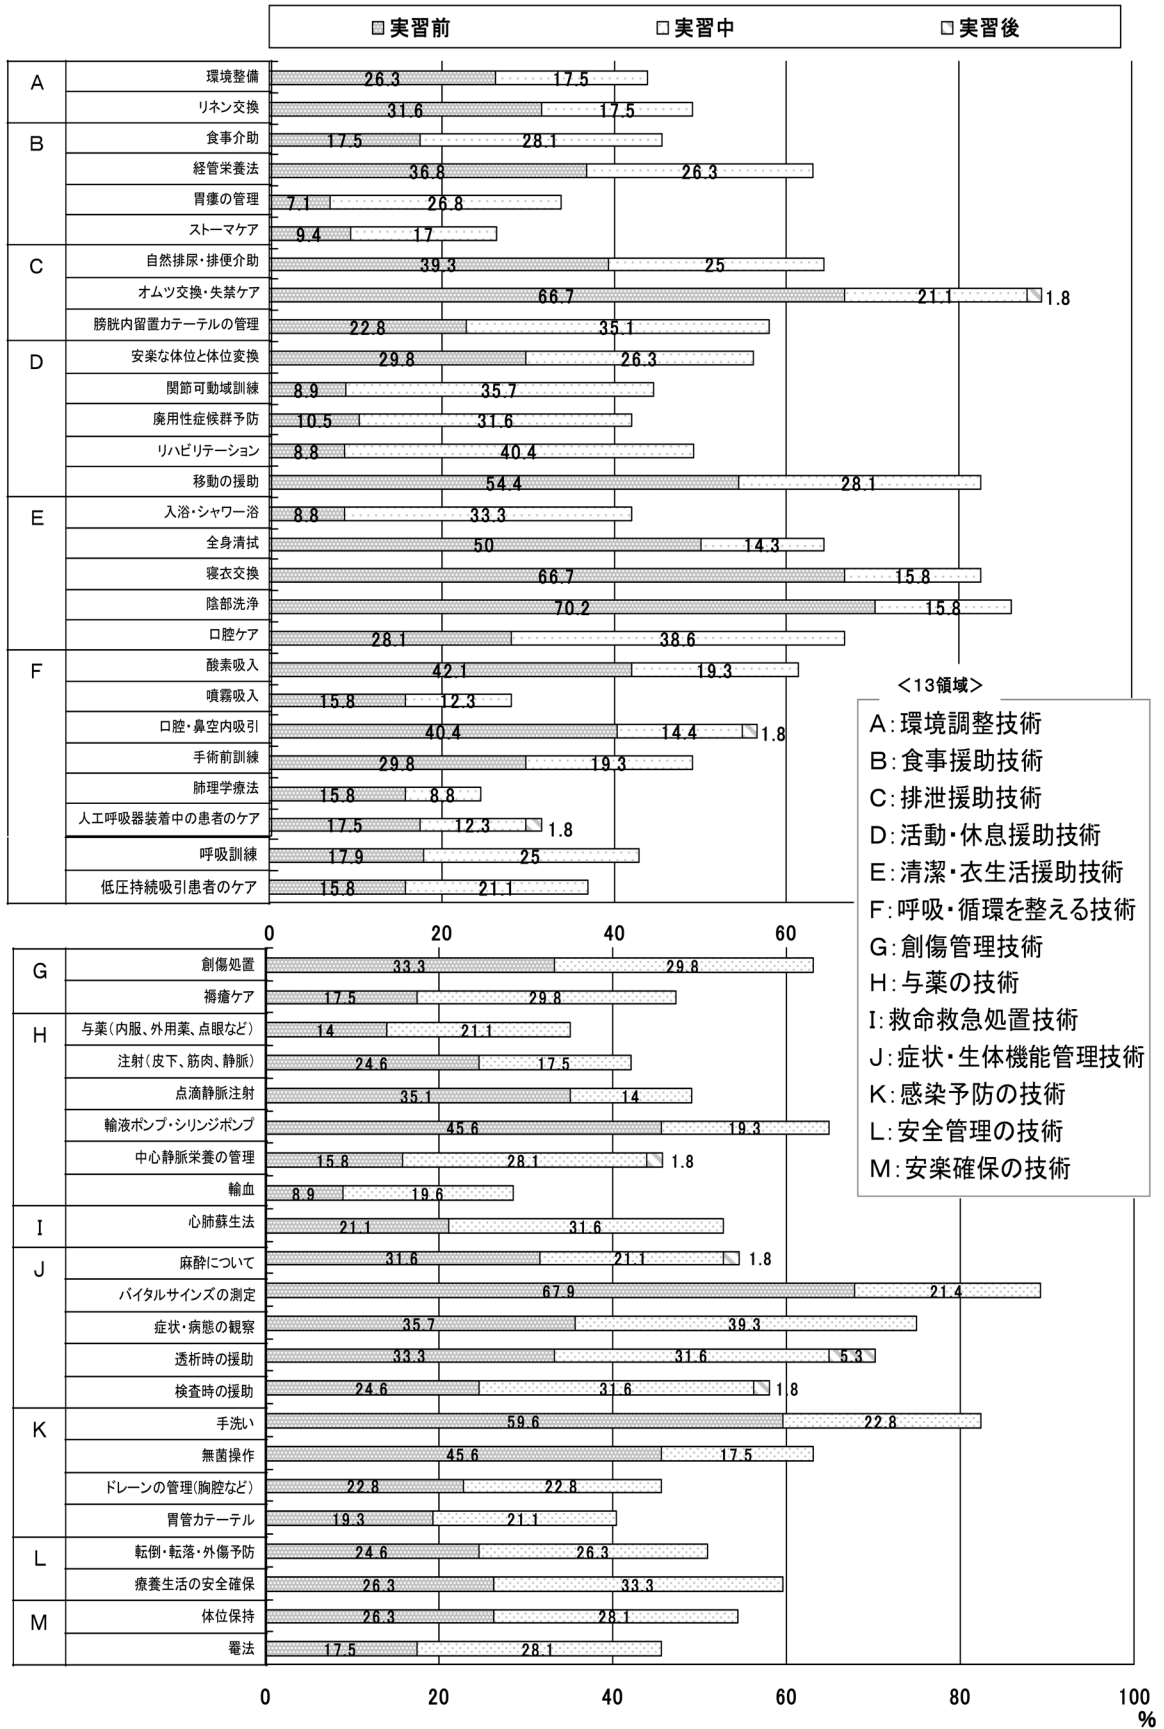 実習前 実習中 実習後
A 環境整備 26.3 17.5
リネン交換 31.6 17.5
B 食事介助 17.5 28.1
経管栄養法 36.8 26.3
胃瘻の管理 7.1 26.8
ストーマケア 9.4 17
C 自然排尿・排便介助 39.3 25
オムツ交換・失禁ケア 66.7 21.1 1.8
膀胱内留置カテーテルの管理 22.8 35.1
D 安楽な体位と体位変換 29.8 26.3
関節可動域訓練 8.9 35.7
廃用性症候群予防 10.5 31.6
リハビリテーション 8.8 40.4
移動の援助 54.4 28.1
E 入浴・シャワー浴 8.8 33.3
全身清拭 50 14.3
寝衣交換 66.7 15.8
陰部洗浄 70.2 15.8
口腔ケア 28.1 38.6
F 酸素吸入 42.1 19.3
噴霧吸入 15.8 12.3
口腔・鼻空内吸引 40.4 14.4 1.8
手術前訓練 29.8 19.3
肺理学療法 15.8 8.8
人工呼吸器装着中の患者のケア 17.5 12.3 1.8
呼吸訓練 17.9 25
低圧持続吸引患者のケア 15.8 21.1
0 20 40 60
G 創傷処置 33.3 29.8
褥瘡ケア 17.5 29.8
H 与薬(内服、外用薬、点眼など) 14 21.1
注射(皮下、筋肉、静脈) 24.6 17.5
点滴静脈注射 35.1 14
輸液ポンプ・シリンジポンプ 45.6 19.3
中心静脈栄養の管理 15.8 28.1 1.8
輸血 8.9 19.6
I 心肺蘇生法 21.1 31.6
J 麻酔について 31.6 21.1 1.8
バイタルサインズの測定 67.9 21.4
症状・病態の観察 35.7 39.3
透析時の援助 33.3 31.6 5.3
検査時の援助 24.6 31.6 1.8
K 手洗い 59.6 22.8
無菌操作 45.6 17.5
ドレーンの管理(胸腔など) 22.8 22.8
胃管カテーテル 19.3 21.1
L 転倒・転落・外傷予防 24.6 26.3
療養生活の安全確保 26.3 33.3
M 体位保持 26.3 28.1
罨法 17.5 28.1
0 20 40 60 80 100
%
＜13領域＞
A：環境調整技術
B：食事援助技術
C：排泄援助技術
D：活動・休息援助技術
E：清潔・衣生活援助技術
F：呼吸・循環を整える技術
G：創傷管理技術
H：与薬の技術
I：救命救急処置技術
J：症状・生体機能管理技術
K：感染予防の技術
L：安全管理の技術
M：安楽確保の技術